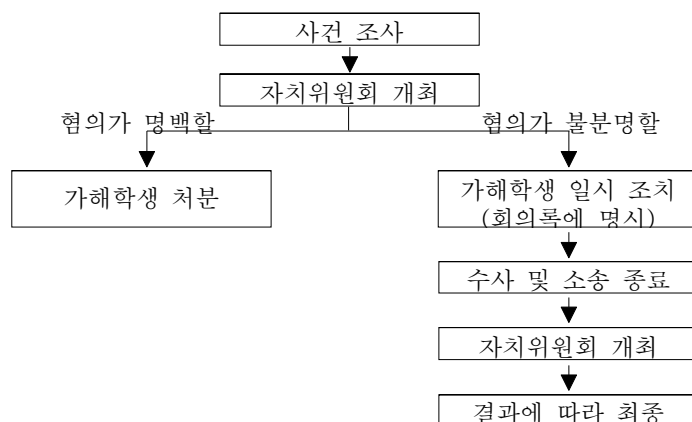 사건 조사
자치위원회 개최
혐의가 명백할
혐의가 불분명할
가해학생 처분
가해학생 일시 조치
(회의록에 명시)
수사 및 소송 종료
자치위원회 개최
결과에 따라 최종